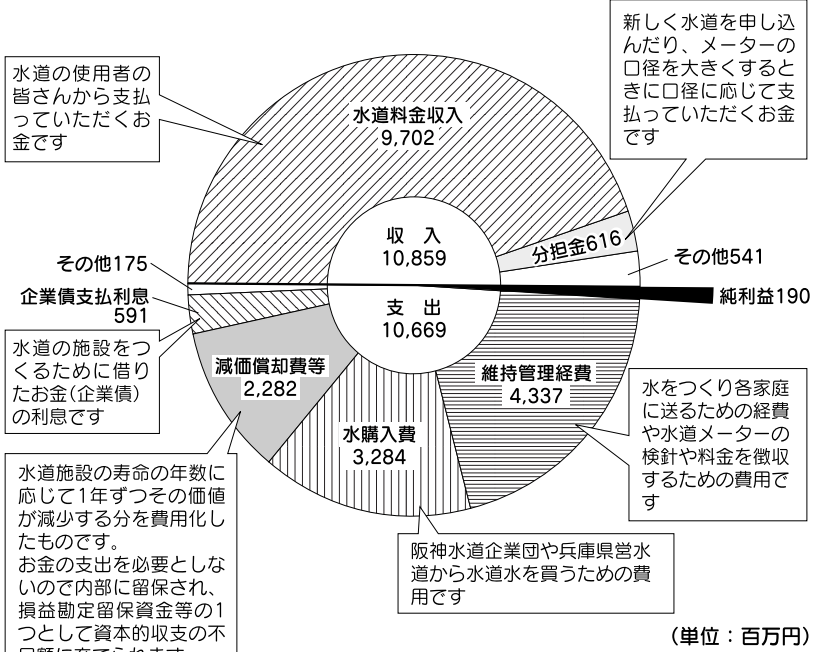 水道の使用者の
皆さんから支払
っていただくお
金です
新しく水道を申し込
んだり、メーターの
口径を大きくすると
きに口径に応じて支
払っていただくお金
です
水道料金収入
9,702
収 入
10,859
分担金616
その他541
その他175
企業債支払利息
591
純利益190
支 出
10,669
水道の施設をつ
くるために借り
たお金(企業債)
の利息です
減価償却費等
2,282
維持管理経費
4,337
水購入費
3,284
水をつくり各家庭
に送るための経費
や水道メーターの
検針や料金を徴収
するための費用で
す
水道施設の寿命の年数に
応じて1年ずつその価値
が減少する分を費用化し
たものです。
お金の支出を必要としな
いので内部に留保され、
損益勘定留保資金等の1
つとして資本的収支の不
阪神水道企業団や兵庫県営水
道から水道水を買うための費
用です
(単位:百万円)